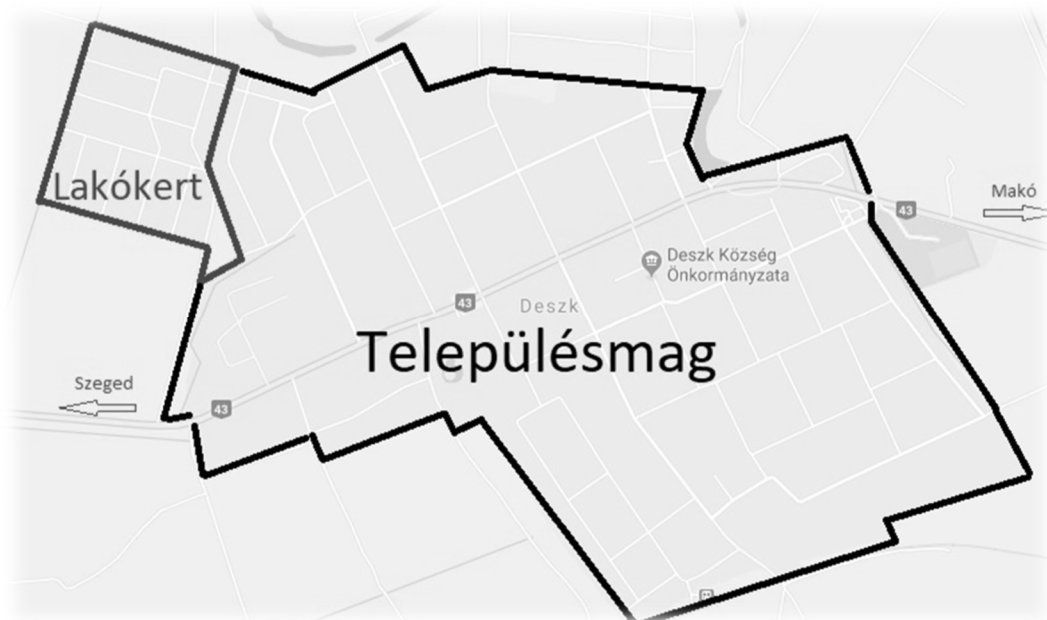 Lakókert
Makó
43
Deszk Község
Önkormányzata
43
Deszk
Településmag
Szeged
43